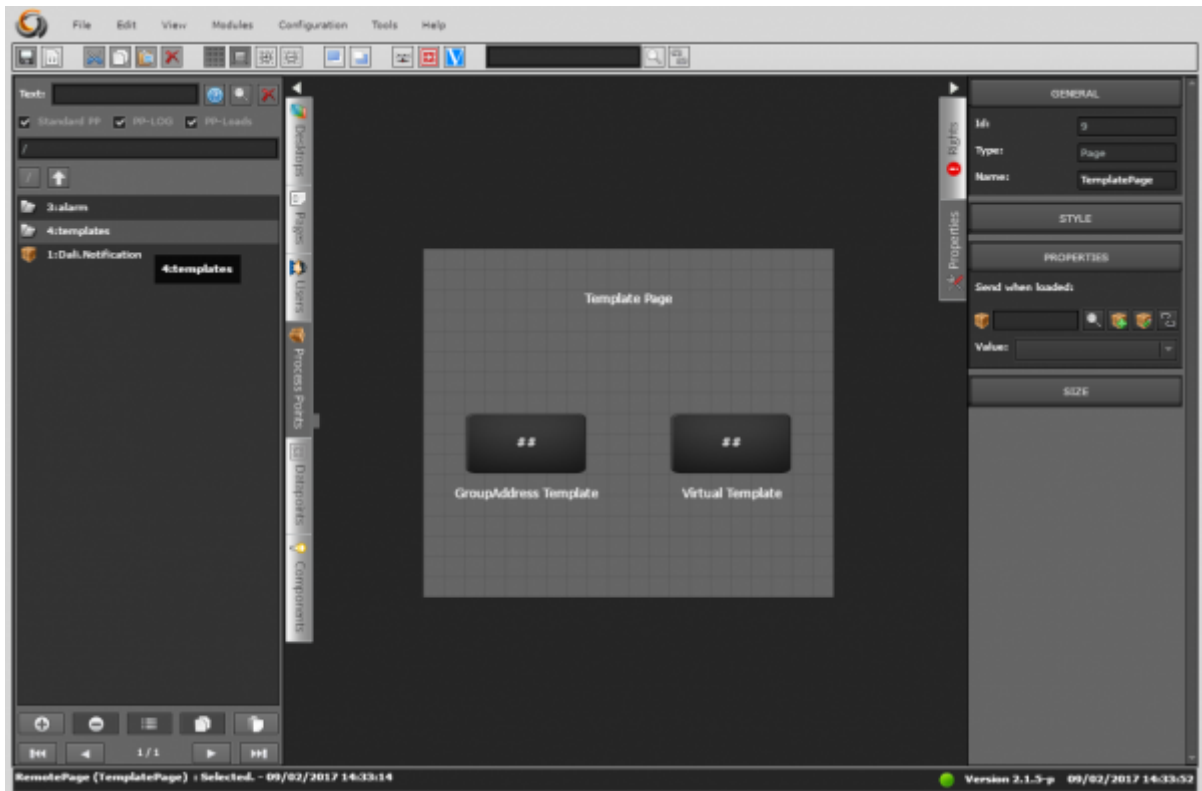 File Edit View Modules Configuration Tools Help
Text:
Standard PP PP-LOG PP-Leads
/
/
3:alarm
4:templates
1:Dali.Notification
4:templates
1/1
Desktops
Pages
Users
Process Points
Datapoints
Components
Template Page
## ##
GroupAddress Template Virtual Template
Rights
Properties
GENERAL
Id: 9
Type: Page
Name: TemplatePage
STYLE
PROPERTIES
Send when loaded:
Value:
SIZE
RemotePage (TemplatePage) : Selected. - 09/02/2017 14:33:14
Version 2.1.5-p 09/02/2017 14:33:52